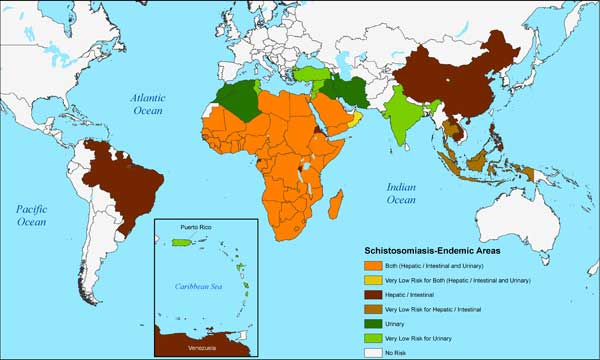 Atlantic
Ocean
Pacific
Ocean
Indian
Ocean
Puerto Rico
Caribbean Sea
Venezuela
Schistosomiasis-Endemic Areas
Both (Hepatic / Intestinal and Urinary)
Very Low Risk for Both (Hepatic / Intestinal and Urinary)
Hepatic / Intestinal
Very Low Risk for Hepatic / Intestinal
Urinary
Very Low Risk for Urinary
No Risk